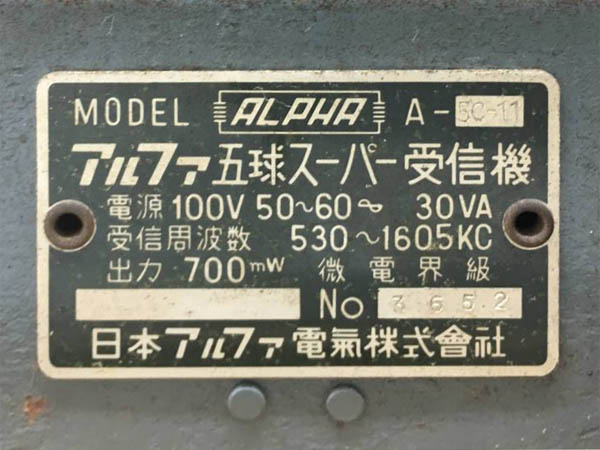 MODEL ALPHA A-5C-11
アルファ五球スーパー受信機
電源 100V 50~60~ 30VA
受信周波数 530~1605KC
出力 700mW 微電界級
No 3652
日本アルファ電氣株式會社